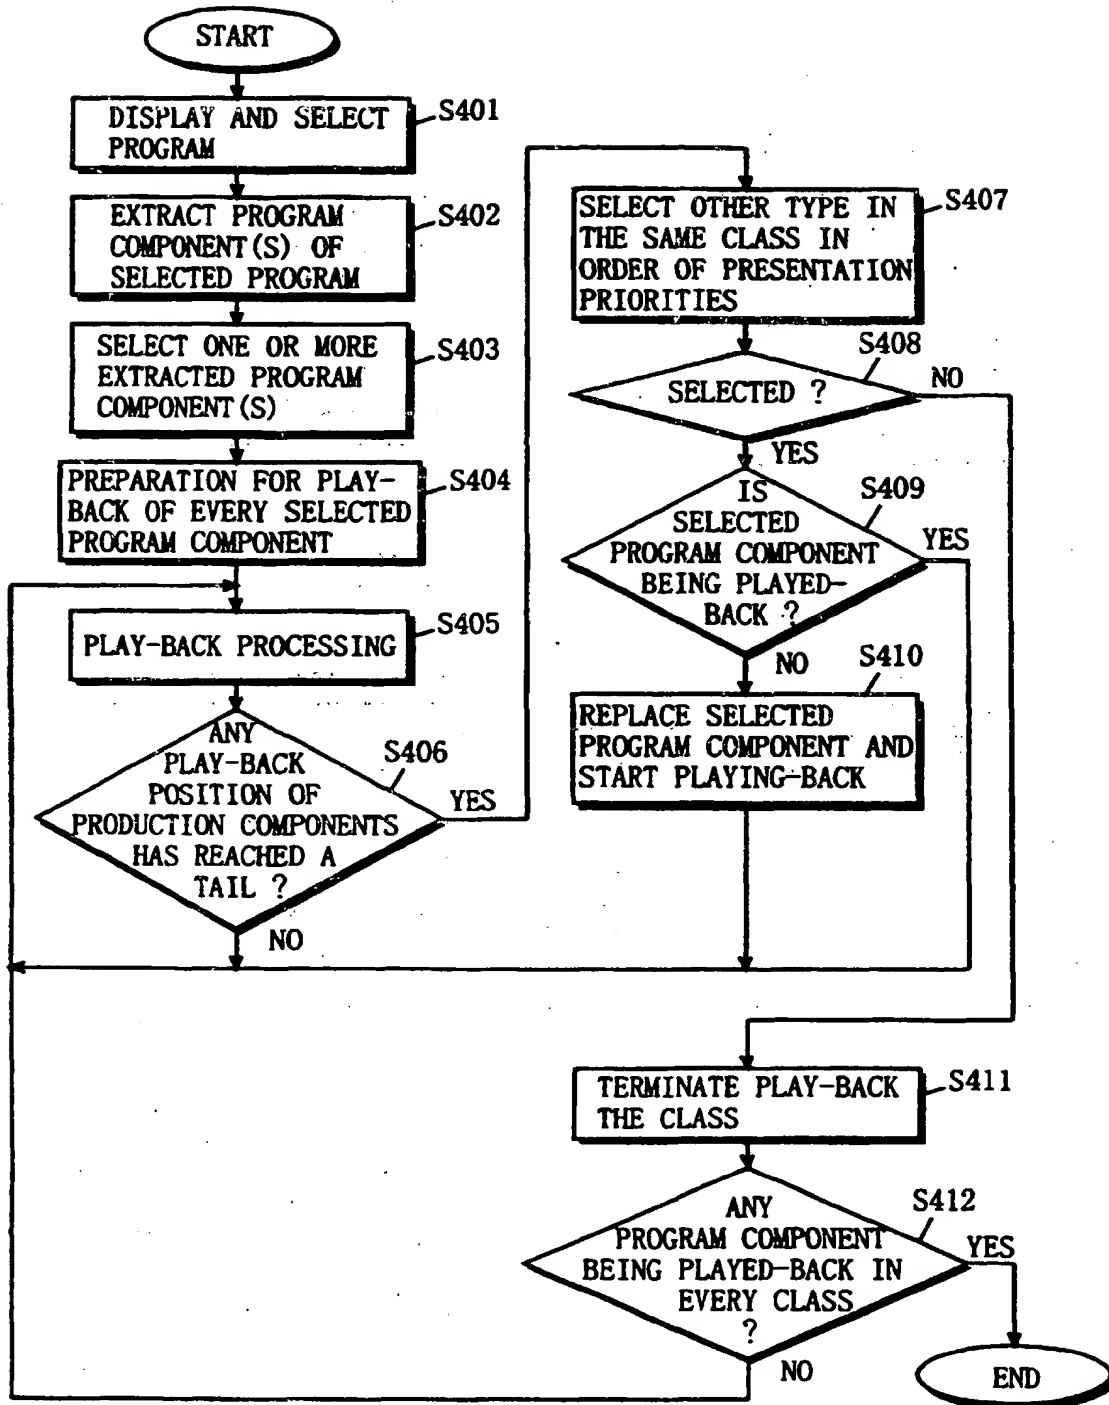 START
DISPLAY AND SELECT
PROGRAM
S401
EXTRACT PROGRAM
COMPONENT(S) OF
SELECTED PROGRAM
S402
SELECT ONE OR MORE
EXTRACTED PROGRAM
COMPONENT(S)
S403
PREPARATION FOR PLAY-
BACK OF EVERY SELECTED
PROGRAM COMPONENT
S404
PLAY-BACK PROCESSING
S405
ANY
PLAY-BACK
POSITION OF
PRODUCTION COMPONENTS
HAS REACHED A
TAIL ?
S406
YES
NO
SELECT OTHER TYPE IN
THE SAME CLASS IN
ORDER OF PRESENTATION
PRIORITIES
S407
SELECTED ?
S408
NO
YES
IS
SELECTED
PROGRAM COMPONENT
BEING PLAYED-
BACK ?
S409
YES
NO
REPLACE SELECTED
PROGRAM COMPONENT AND
START PLAYING-BACK
S410
TERMINATE PLAY-BACK
THE CLASS
S411
ANY
PROGRAM COMPONENT
BEING PLAYED-BACK IN
EVERY CLASS
?
S412
YES
NO
END